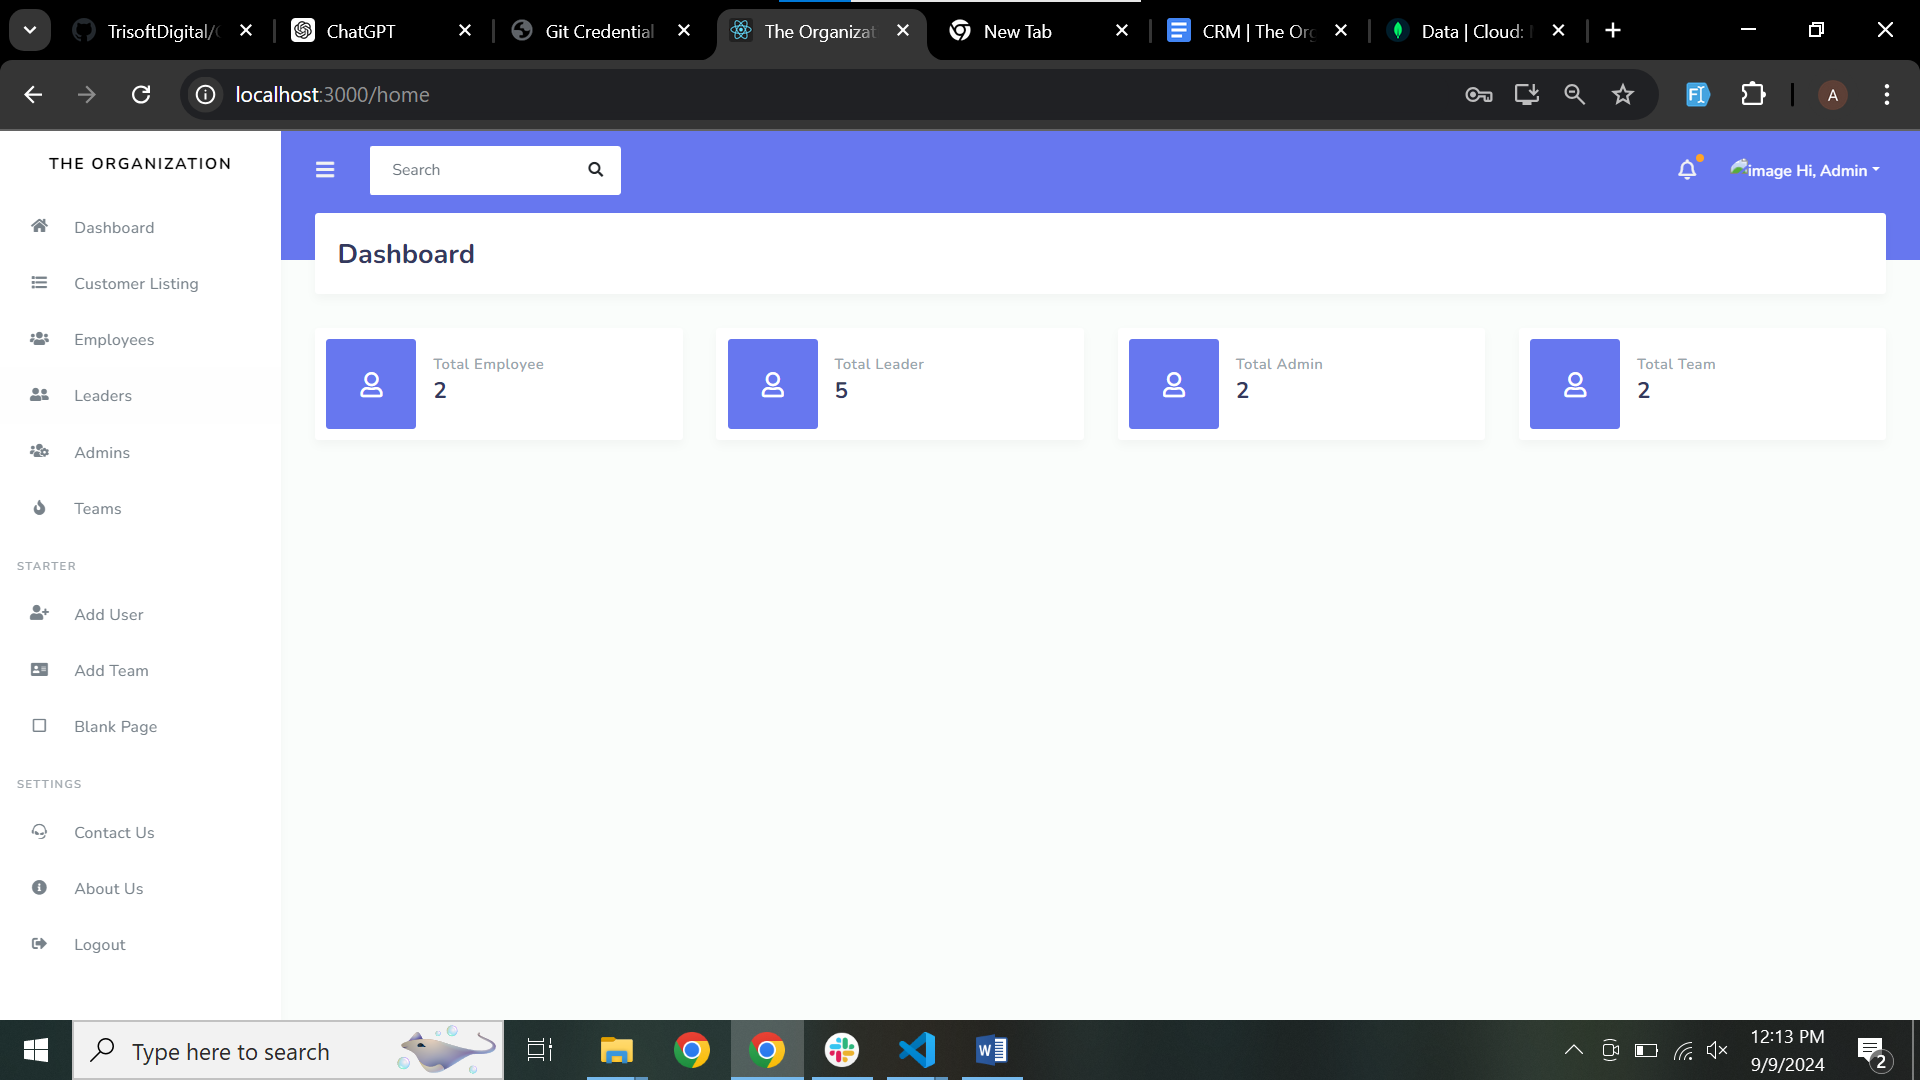 TrisoftDigital/
ChatGPT
Git Credential
The Organizat
New Tab
CRM | The Org
Data | Cloud:
localhost:3000/home
A
THE ORGANIZATION
Search
image Hi, Admin
Dashboard
Dashboard
Customer Listing
Employees
Leaders
Admins
Teams
Total Employee
2
Total Leader
5
Total Admin
2
Total Team
2
STARTER
Add User
Add Team
Blank Page
SETTINGS
Contact Us
About Us
Logout
Type here to search
12:13 PM
9/9/2024
2